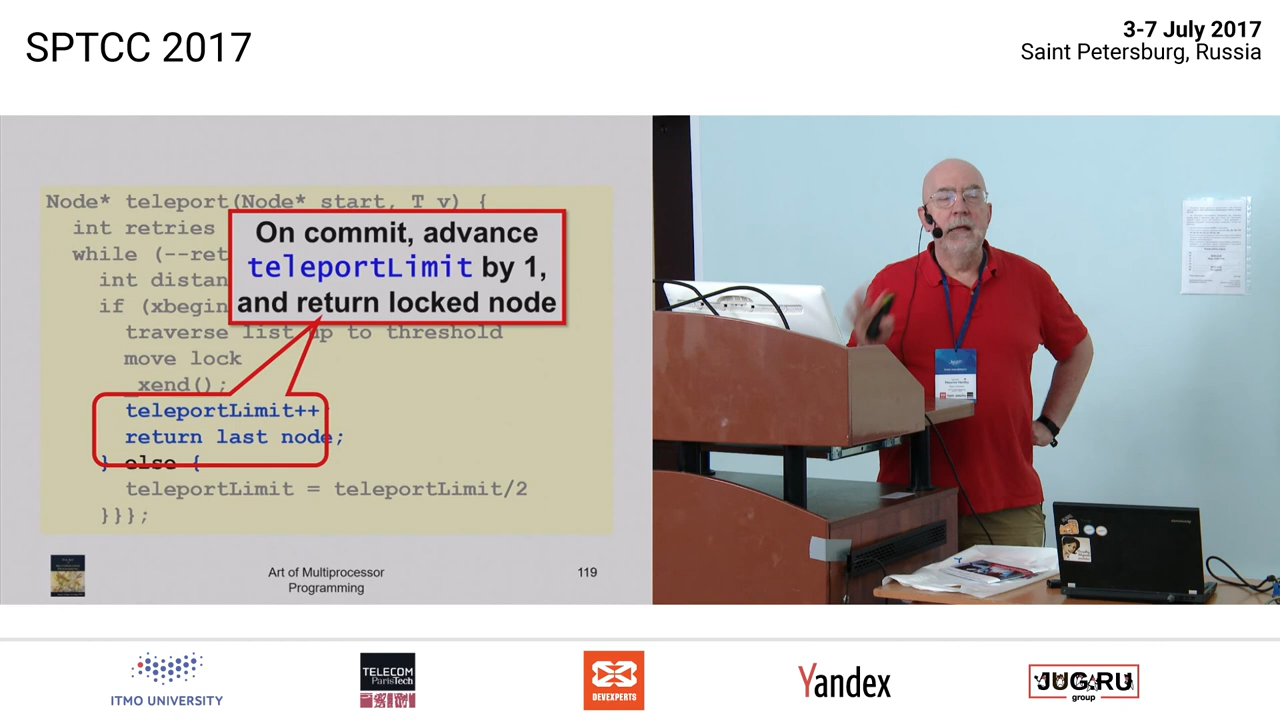 SPTCC 2017
3-7 July 2017
Saint Petersburg, Russia
Node* teleport(Node* start, T v) {
int retries
while (--ret
int distan
if (xbegin
On commit, advance
teleportLimit by 1,
and return locked node
traverse list up to threshold
move lock
_xend();
teleportLimit++
return last node;
} else {
teleportLimit = teleportLimit/2
}}};
Art of Multiprocessor
Programming
119
ITMO UNIVERSITY
TELECOM
ParisTech
DEVEXPERTS
Yandex
JUG.RU
group